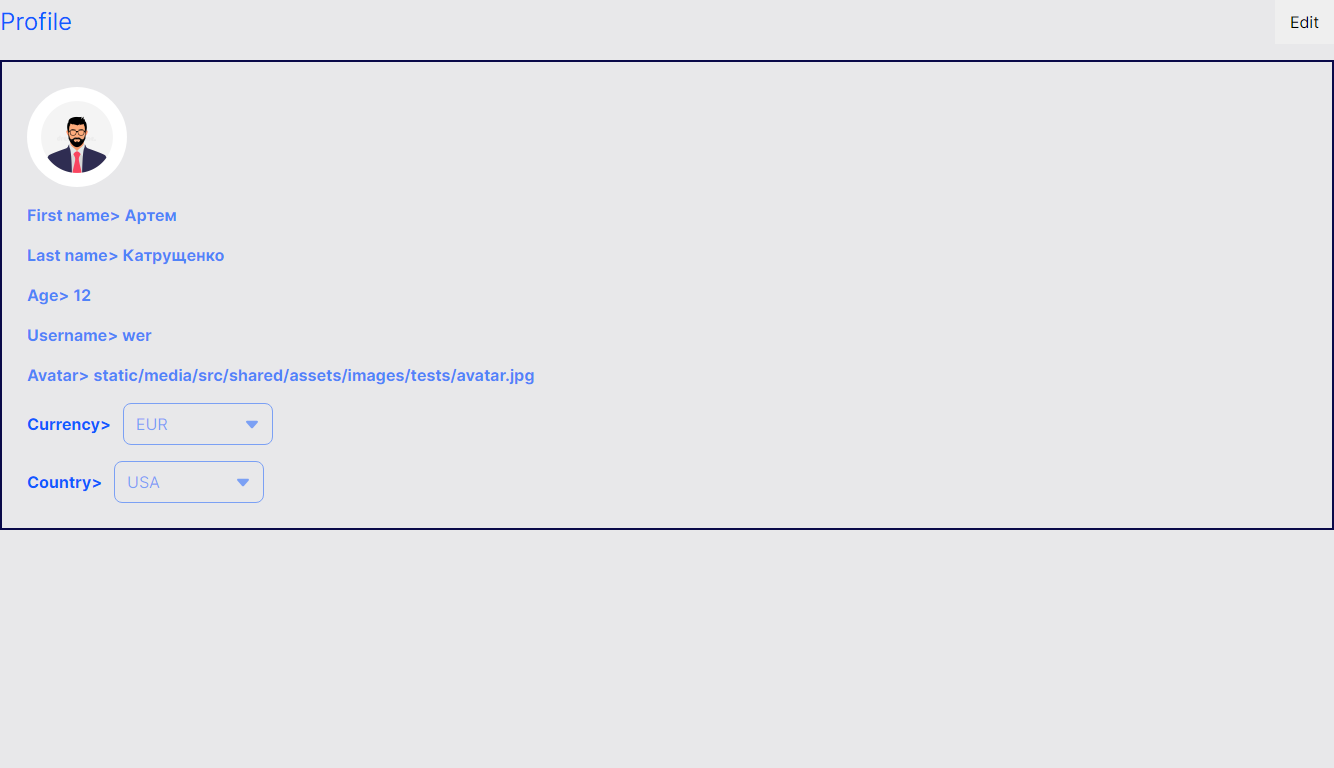 Profile
Edit
First name> Артем
Last name> Катрущенко
Age> 12
Username> wer
Avatar> static/media/src/shared/assets/images/tests/avatar.jpg
Currency> EUR
Country> USA